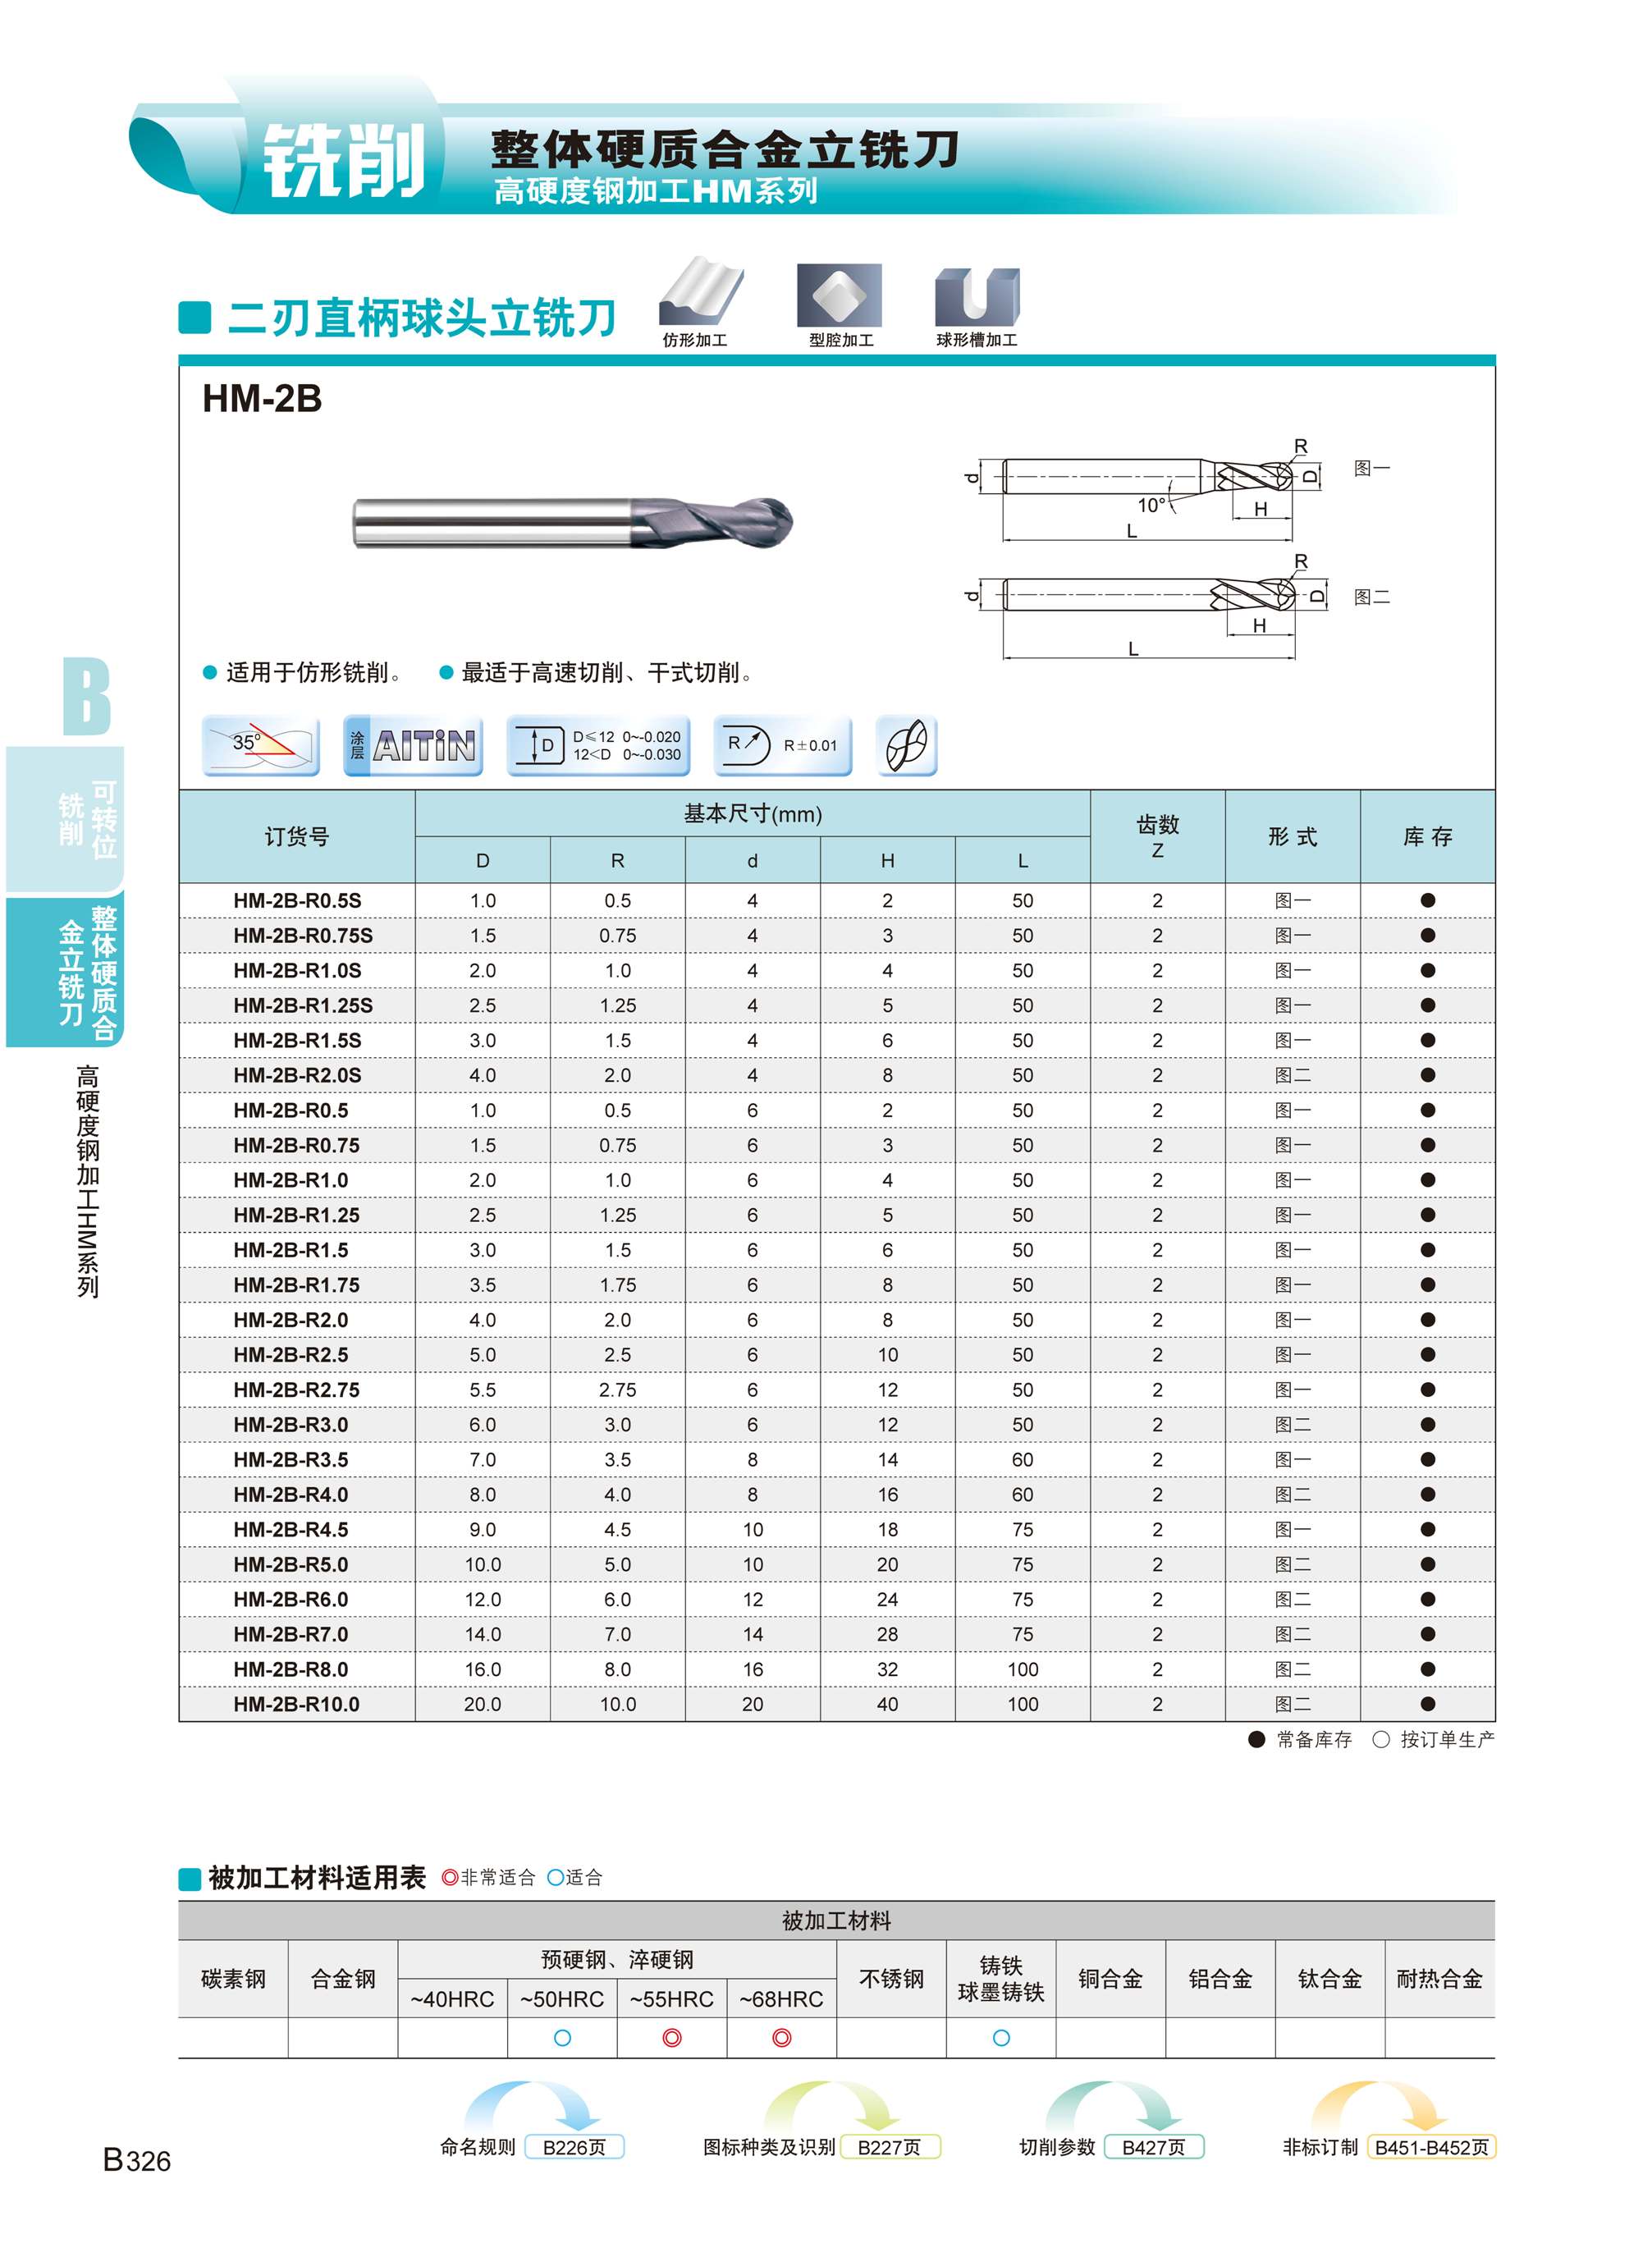 铣削
整体硬质合金立铣刀
高硬度钢加工HM系列
二刃直柄球头立铣刀
仿形加工 型腔加工 球形槽加工
HM-2B
R
d D 图一
10° H
L
R
d D 图二
H
L
● 适用于仿形铣削。 ● 最适于高速切削、干式切削。
35° 涂层 AlTiN D D≤12 0~-0.020 R R±0.01
12<D 0~-0.030
B
可转位
铣削
整体硬质合
金立铣刀
高硬度钢加工HM系列
订货号 基本尺寸(mm) 齿数 Z 形 式 库 存
D R d H L
HM-2B-R0.5S 1.0 0.5 4 2 50 2 图一 ●
HM-2B-R0.75S 1.5 0.75 4 3 50 2 图一 ●
HM-2B-R1.0S 2.0 1.0 4 4 50 2 图一 ●
HM-2B-R1.25S 2.5 1.25 4 5 50 2 图一 ●
HM-2B-R1.5S 3.0 1.5 4 6 50 2 图一 ●
HM-2B-R2.0S 4.0 2.0 4 8 50 2 图二 ●
HM-2B-R0.5 1.0 0.5 6 2 50 2 图一 ●
HM-2B-R0.75 1.5 0.75 6 3 50 2 图一 ●
HM-2B-R1.0 2.0 1.0 6 4 50 2 图一 ●
HM-2B-R1.25 2.5 1.25 6 5 50 2 图一 ●
HM-2B-R1.5 3.0 1.5 6 6 50 2 图一 ●
HM-2B-R1.75 3.5 1.75 6 8 50 2 图一 ●
HM-2B-R2.0 4.0 2.0 6 8 50 2 图一 ●
HM-2B-R2.5 5.0 2.5 6 10 50 2 图一 ●
HM-2B-R2.75 5.5 2.75 6 12 50 2 图一 ●
HM-2B-R3.0 6.0 3.0 6 12 50 2 图二 ●
HM-2B-R3.5 7.0 3.5 8 14 60 2 图一 ●
HM-2B-R4.0 8.0 4.0 8 16 60 2 图二 ●
HM-2B-R4.5 9.0 4.5 10 18 75 2 图一 ●
HM-2B-R5.0 10.0 5.0 10 20 75 2 图二 ●
HM-2B-R6.0 12.0 6.0 12 24 75 2 图二 ●
HM-2B-R7.0 14.0 7.0 14 28 75 2 图二 ●
HM-2B-R8.0 16.0 8.0 16 32 100 2 图二 ●
HM-2B-R10.0 20.0 10.0 20 40 100 2 图二 ●
● 常备库存 ○ 按订单生产
被加工材料适用表 ◎非常适合 ○适合
被加工材料
碳素钢 合金钢 预硬钢、淬硬钢 不锈钢 铸铁 球墨铸铁 铜合金 铝合金 钛合金 耐热合金
~40HRC ~50HRC ~55HRC ~68HRC
○ ◎ ◎ ○
命名规则 B226页 图标种类及识别 B227页 切削参数 B427页 非标订制 B451-B452页
B326